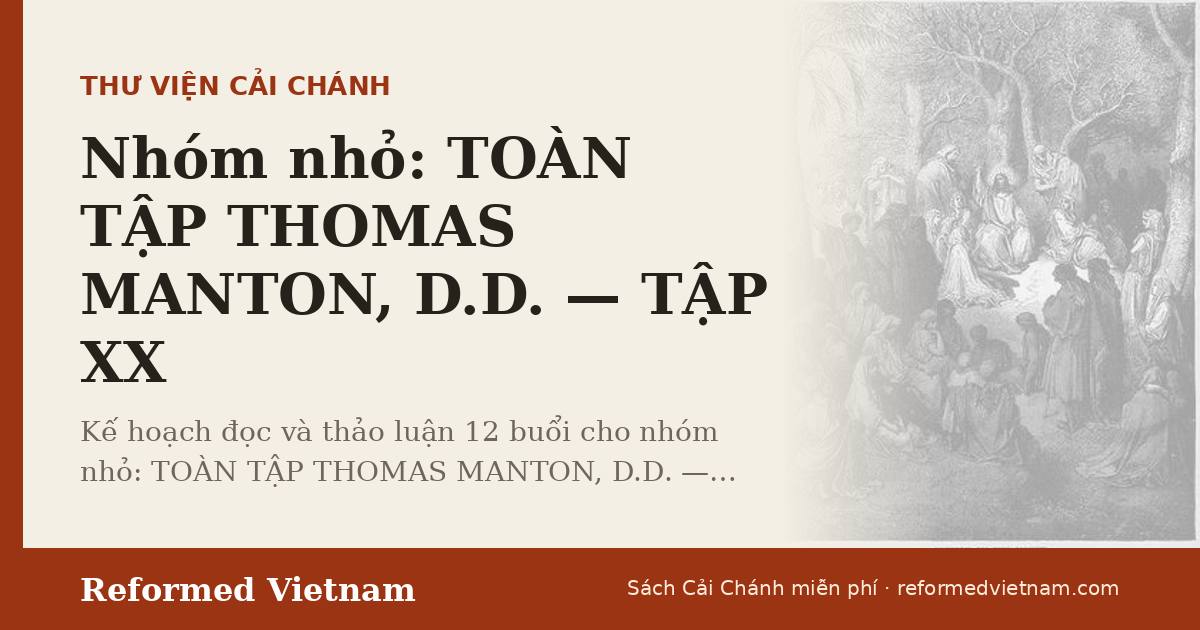 THƯ VIỆN CẢI CHÁNH
Nhóm nhỏ: TOÀN
TẬP THOMAS
MANTON, D.D. — TẬP
XX
Kế hoạch đọc và thảo luận 12 buổi cho nhóm
nhỏ: TOÀN TẬP THOMAS MANTON, D.D. —...
Reformed Vietnam
Sách Cải Chánh miễn phí · reformedvietnam.com